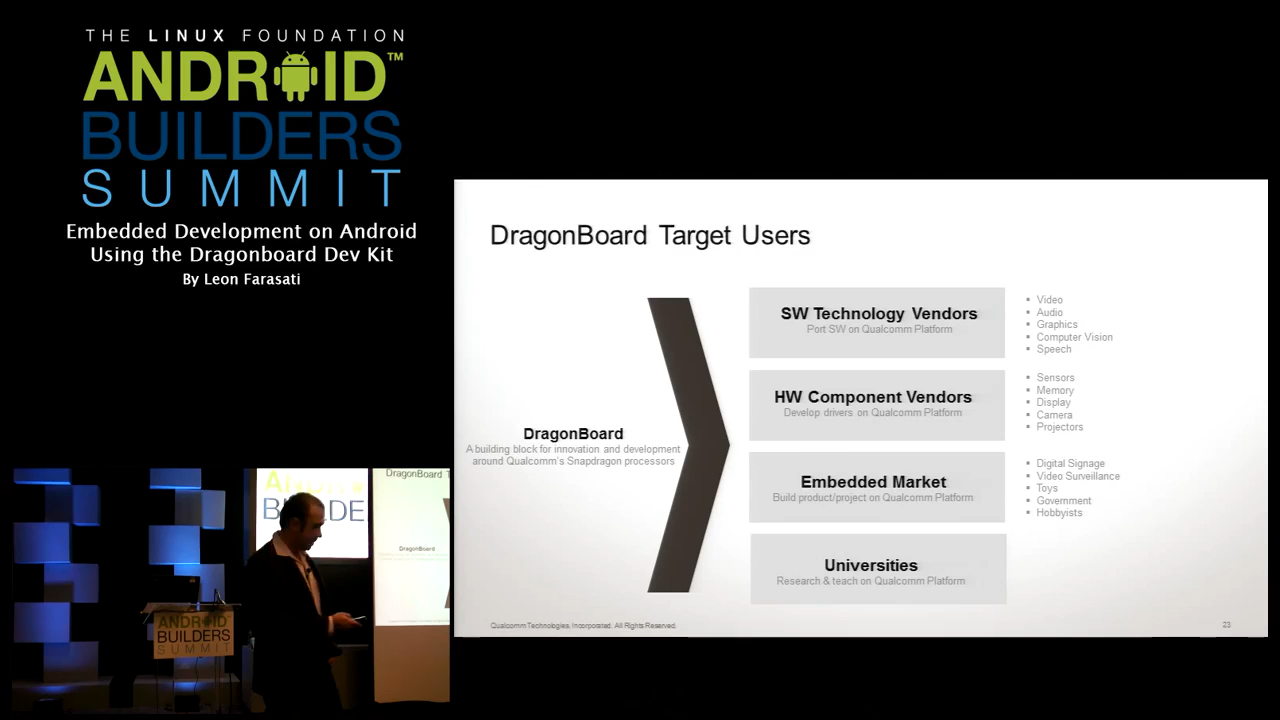 THE LINUX FOUNDATION
ANDROID™
BUILDERS
SUMMIT
Embedded Development on Android
Using the Dragonboard Dev Kit
By Leon Farasati
DragonBoard Target Users
DragonBoard
A building block for innovation and development
around Qualcomm's Snapdragon processors
SW Technology Vendors
Port SW on Qualcomm Platform
▪ Video
▪ Audio
▪ Graphics
▪ Computer Vision
▪ Speech
HW Component Vendors
Develop drivers on Qualcomm Platform
▪ Sensors
▪ Memory
▪ Display
▪ Camera
▪ Projectors
Embedded Market
Build product/project on Qualcomm Platform
▪ Digital Signage
▪ Video Surveillance
▪ Toys
▪ Government
▪ Hobbyists
Universities
Research & teach on Qualcomm Platform
Qualcomm Technologies, Incorporated. All Rights Reserved.
23
ANDROID
BUILDE
DragonBoard T
DragonBoard
ANDROID
BUILDERS
SUMMIT